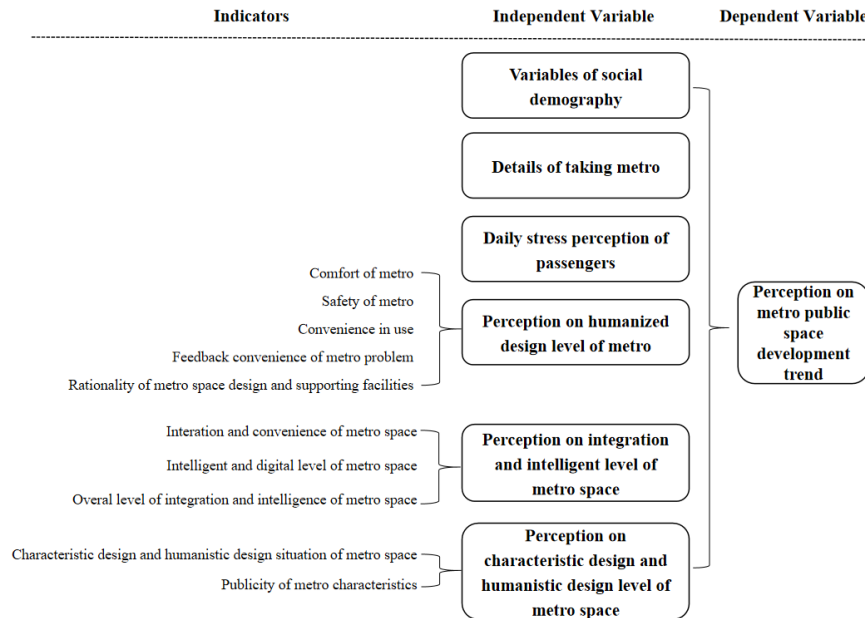 Indicators
Independent Variable
Dependent Variable
Variables of social
demography
Details of taking metro
Daily stress perception of
passengers
Comfort of metro
Safety of metro
Convenience in use
Feedback convenience of metro problem
Rationality of metro space design and supporting facilities
Perception on humanized
design level of metro
Interation and convenience of metro space
Intelligent and digital level of metro space
Overal level of integration and intelligence of metro space
Perception on integration
and intelligent level of
metro space
Characteristic design and humanistic design situation of metro space
Publicity of metro characteristics
Perception on
characteristic design and
humanistic design level of
metro space
Perception on
metro public
space
development
trend